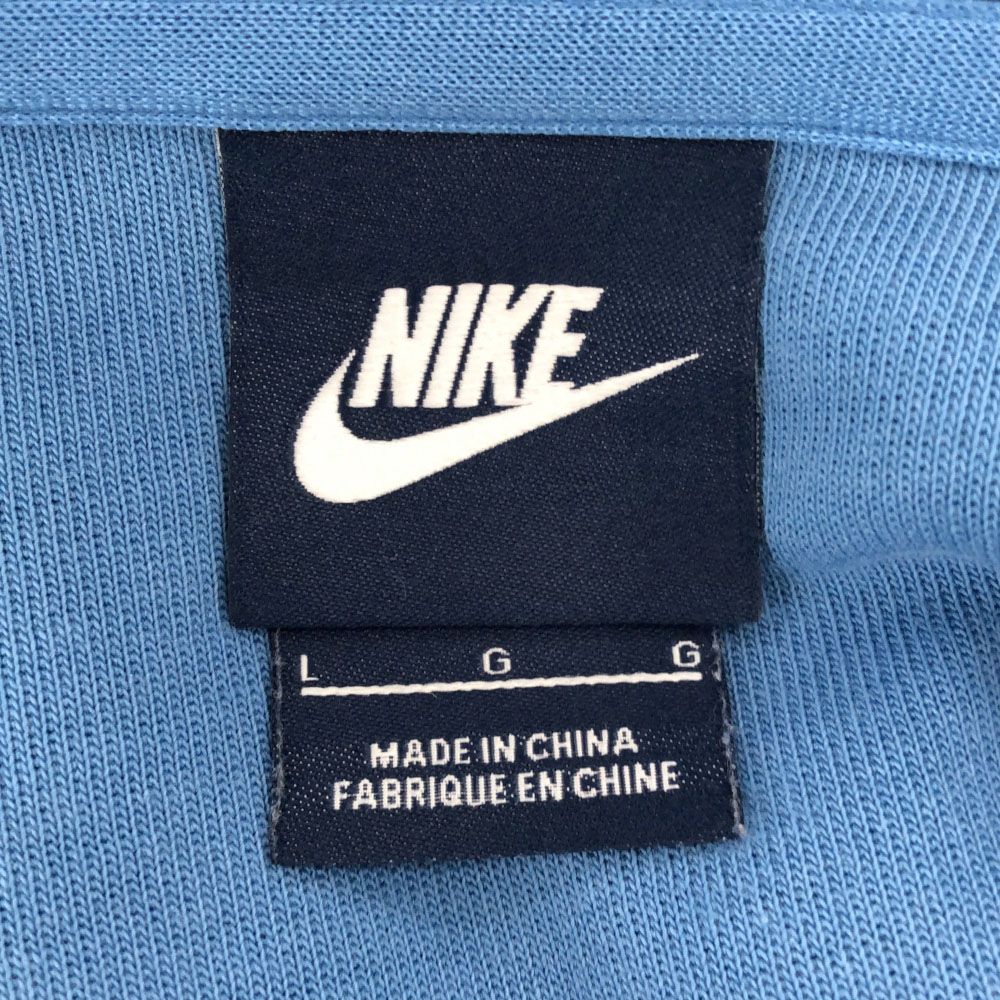 NIKE
L G G
MADE IN CHINA
FABRIQUE EN CHINE